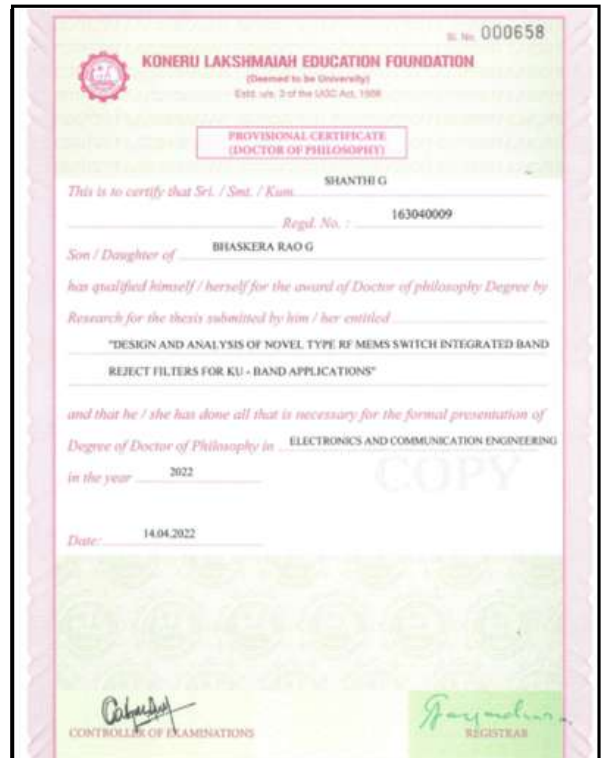 Sl. No. 000658
KONERU LAKSHMAIAH EDUCATION FOUNDATION
(Deemed to be University)
Estd. u/s. 3 of the UGC Act, 1956
PROVISIONAL CERTIFICATE
(DOCTOR OF PHILOSOPHY)
This is to certify that Sri. / Smt. / Kum. SHANTHI G
Regd. No. : 163040009
Son / Daughter of BHASKERA RAO G
has qualified himself / herself for the award of Doctor of philosophy Degree by
Research for the thesis submitted by him / her entitled
"DESIGN AND ANALYSIS OF NOVEL TYPE RF MEMS SWITCH INTEGRATED BAND
REJECT FILTERS FOR KU - BAND APPLICATIONS"
and that he / she has done all that is necessary for the formal presentation of
Degree of Doctor of Philosophy in ELECTRONICS AND COMMUNICATION ENGINEERING
in the year 2022
COPY
Date: 14.04.2022
CONTROLLER OF EXAMINATIONS
REGISTRAR